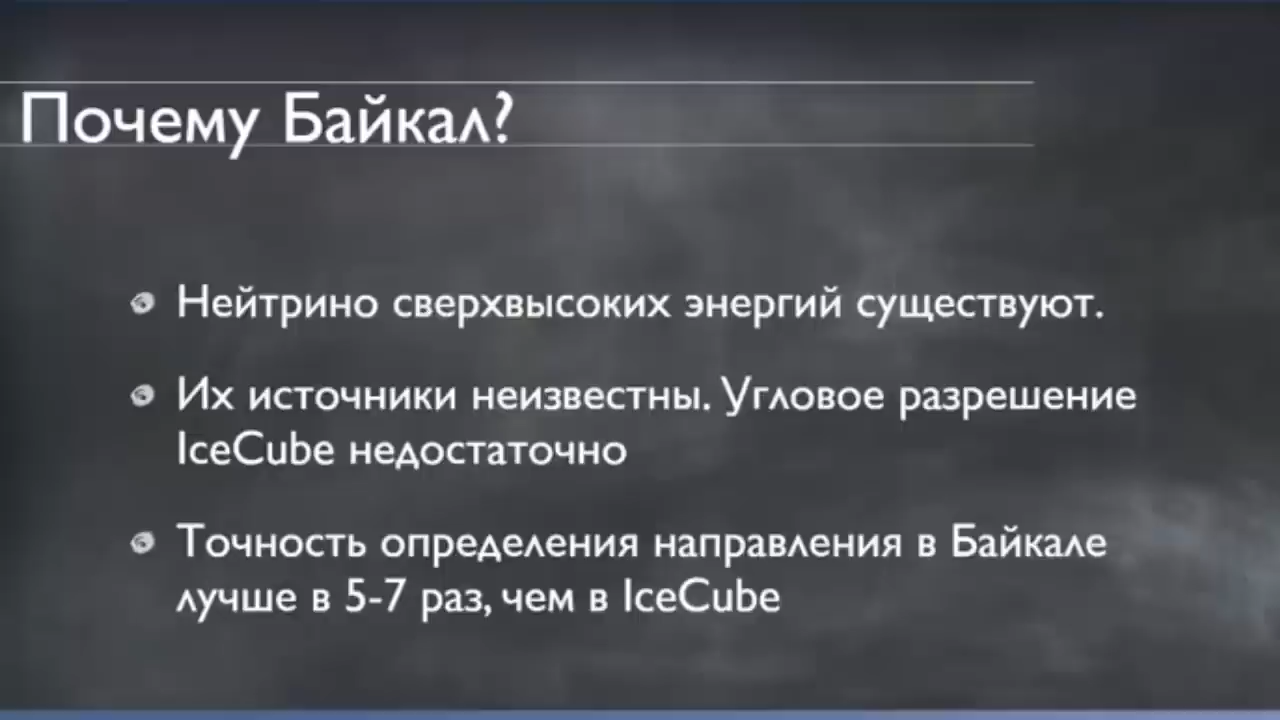 Почему Байкал?
Нейтрино сверхвысоких энергий существуют.
Их источники неизвестны. Угловое разрешение
IceCube недостаточно
Точность определения направления в Байкале
лучше в 5-7 раз, чем в IceCube